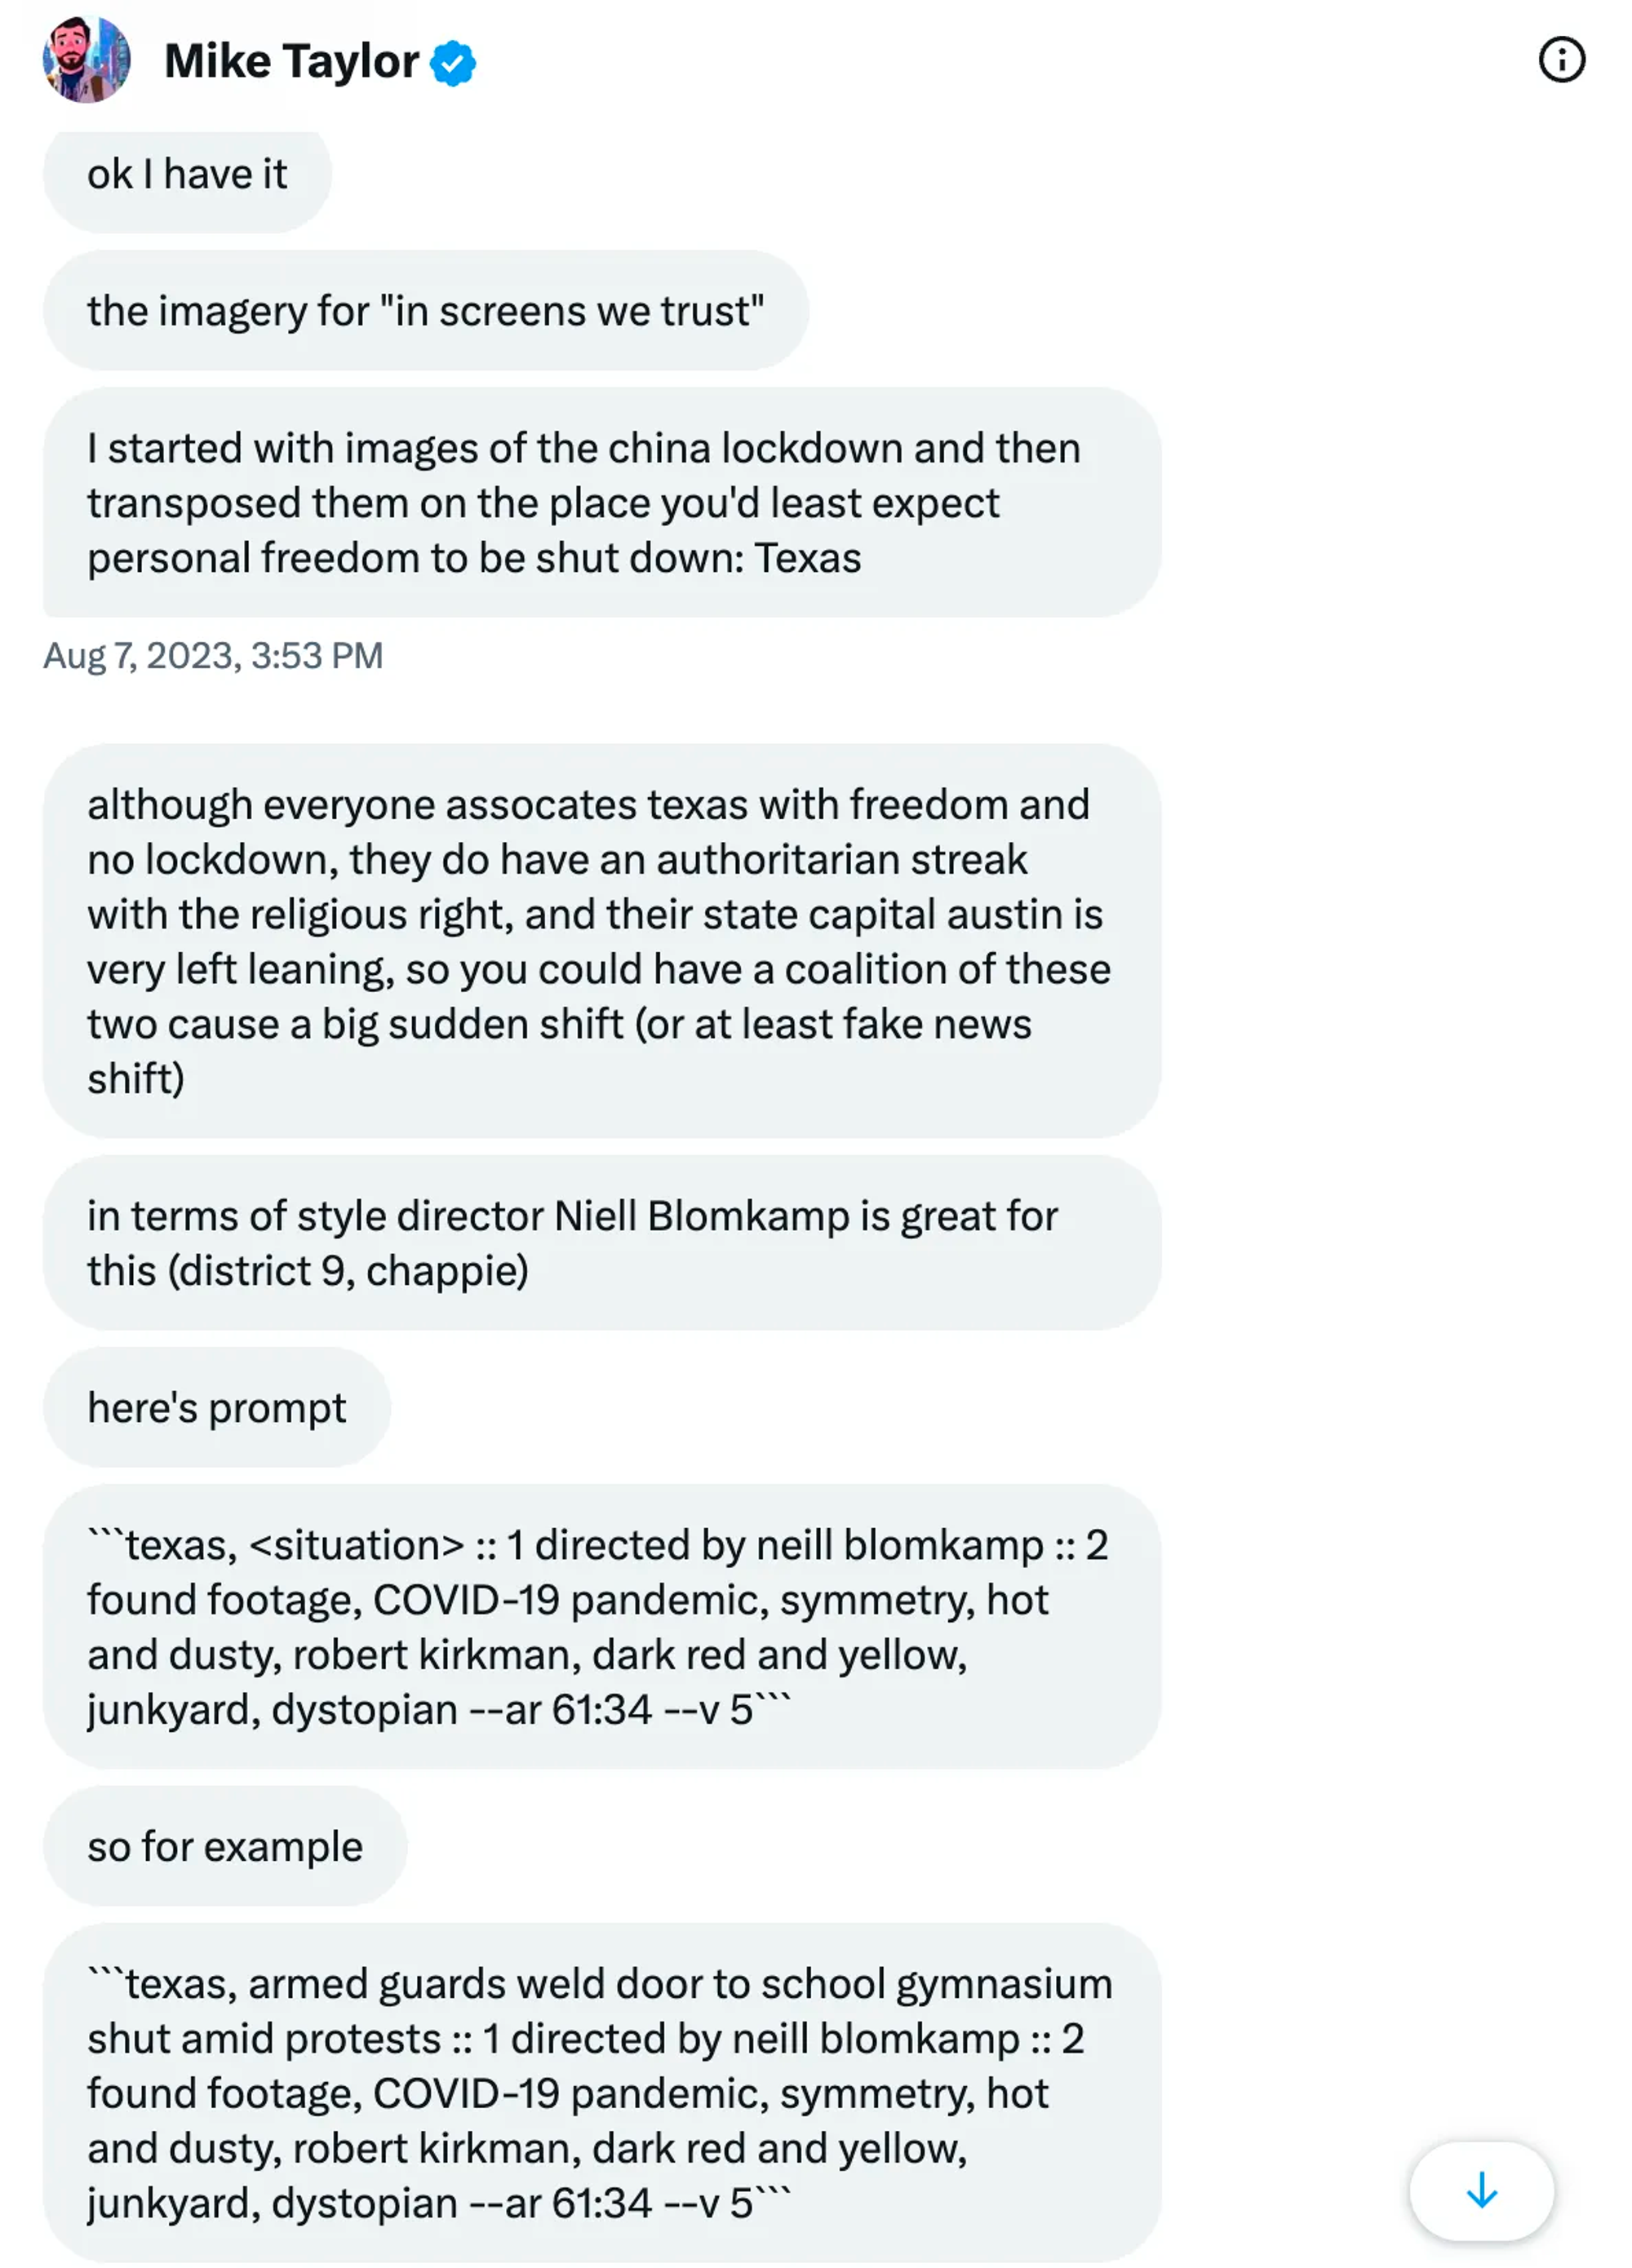 Mike Taylor
ok I have it
the imagery for "in screens we trust"
I started with images of the china lockdown and then
transposed them on the place you'd least expect
personal freedom to be shut down: Texas
Aug 7, 2023, 3:53 PM
although everyone assocates texas with freedom and
no lockdown, they do have an authoritarian streak
with the religious right, and their state capital austin is
very left leaning, so you could have a coalition of these
two cause a big sudden shift (or at least fake news
shift)
in terms of style director Niell Blomkamp is great for
this (district 9, chappie)
here's prompt
```texas, <situation> :: 1 directed by neill blomkamp :: 2
found footage, COVID-19 pandemic, symmetry, hot
and dusty, robert kirkman, dark red and yellow,
junkyard, dystopian --ar 61:34 --v 5```
so for example
```texas, armed guards weld door to school gymnasium
shut amid protests :: 1 directed by neill blomkamp :: 2
found footage, COVID-19 pandemic, symmetry, hot
and dusty, robert kirkman, dark red and yellow,
junkyard, dystopian --ar 61:34 --v 5```